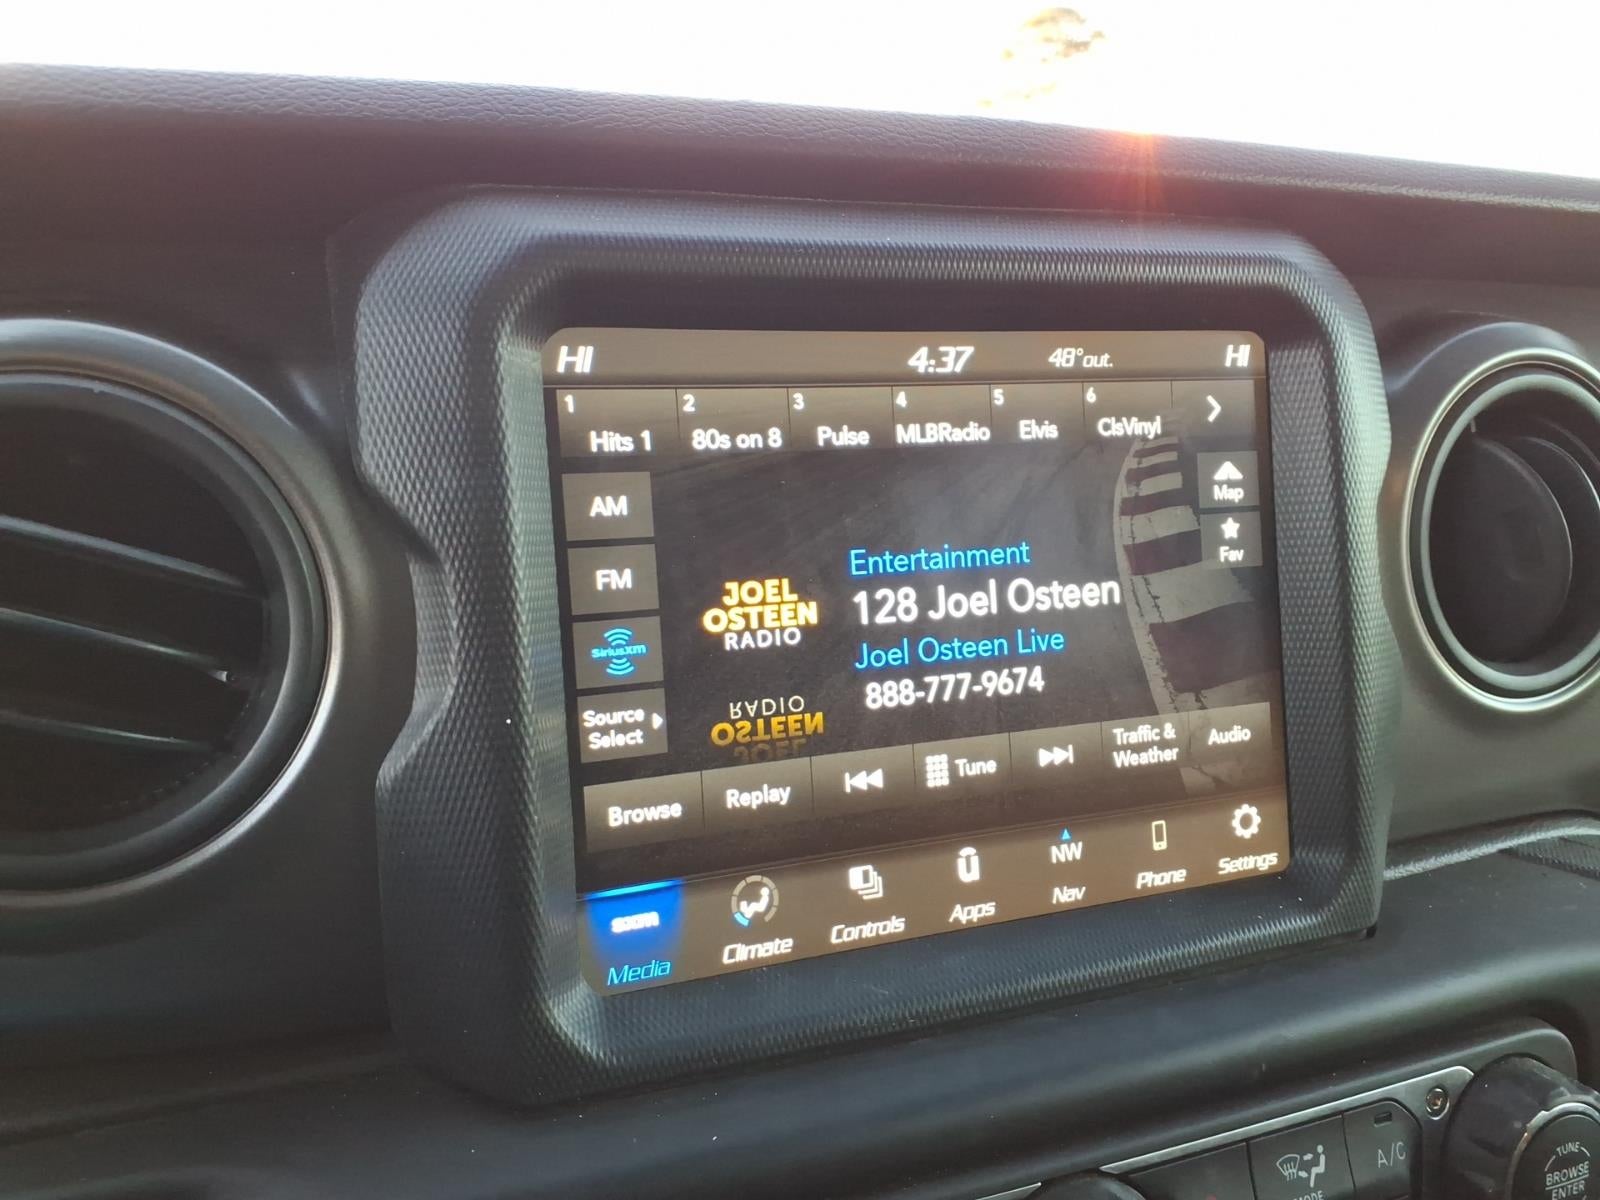 HI 4:37 48°out. HI
1 Hits 1 2 80s on 8 3 Pulse 4 MLBRadio 5 Elvis 6 ClsVinyl
AM
Map
Fav
FM
Entertainment
JOEL
OSTEEN
RADIO
128 Joel Osteen
SiriusXM
Joel Osteen Live
888-777-9674
Source
Select
RADIO
OSTEEN
JOEL
Browse Replay Tune Traffic &
Weather Audio
NW
sxm
Media Climate Controls Apps Nav Phone Settings
MODE
A/C
TUNE
BROWSE
ENTER